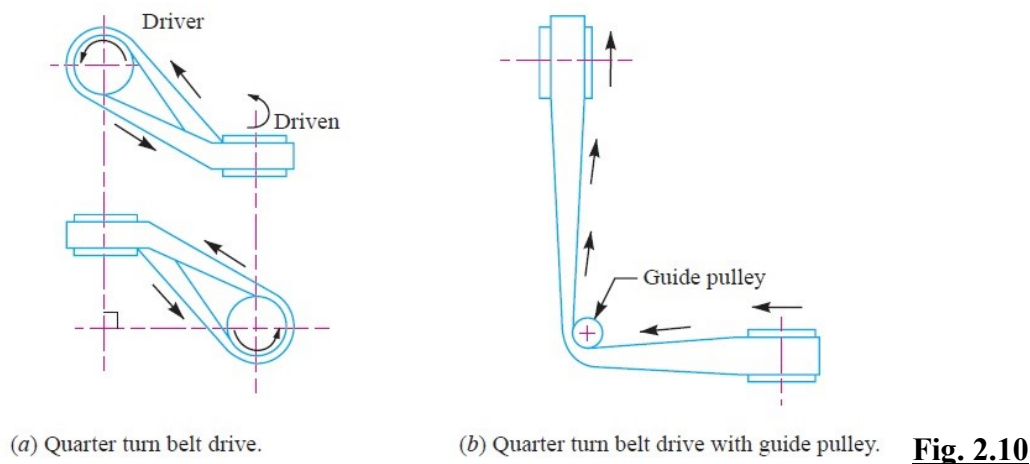 Driver
Driven
Guide pulley
(a) Quarter turn belt drive.
(b) Quarter turn belt drive with guide pulley.
Fig. 2.10